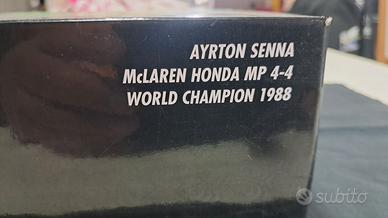 AYRTON SENNA
McLAREN HONDA MP 4-4
WORLD CHAMPION 1988
subito